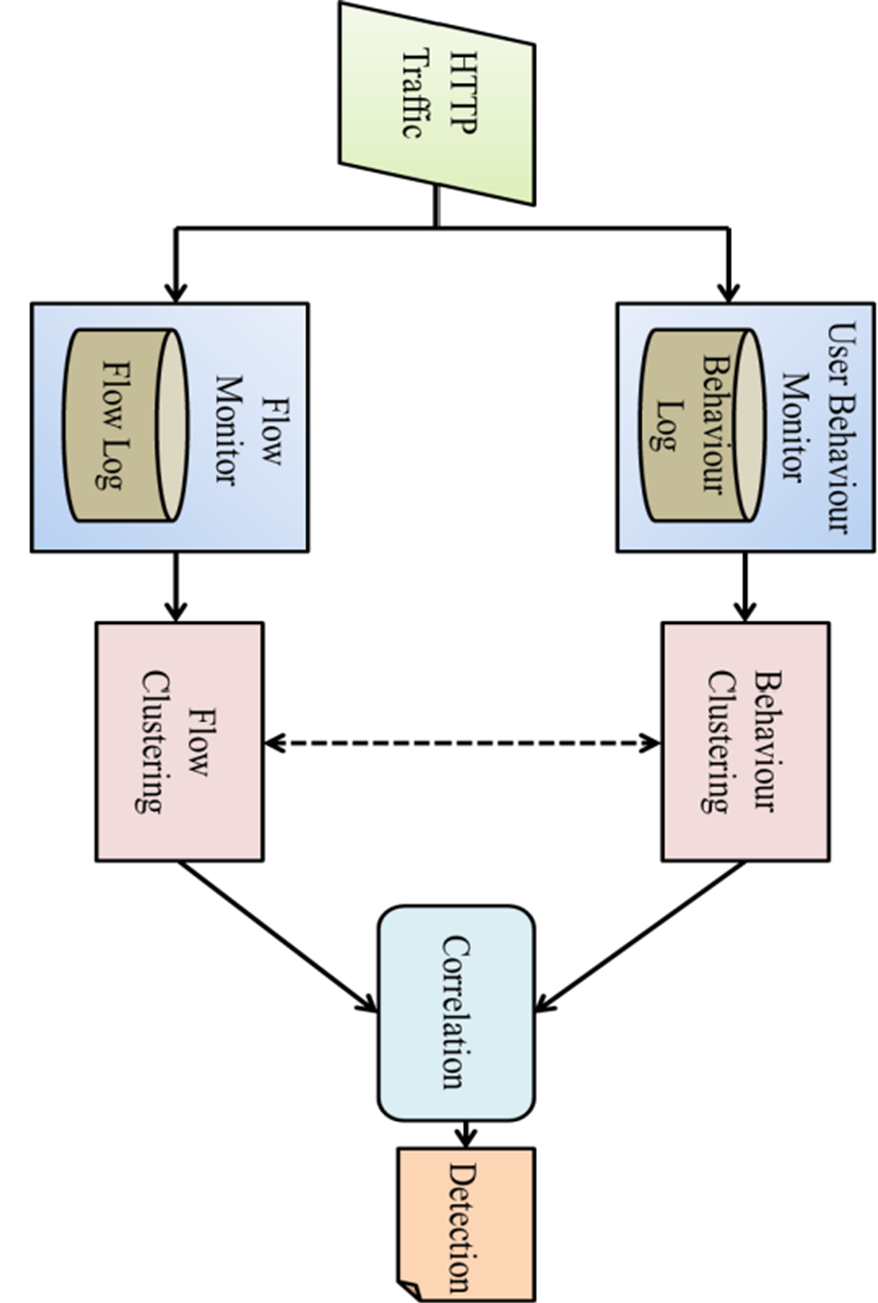 HTTP
Traffic
User Behaviour
Monitor
Behaviour
Log
Flow
Monitor
Flow Log
Behaviour
Clustering
Flow
Clustering
Correlation
Detection